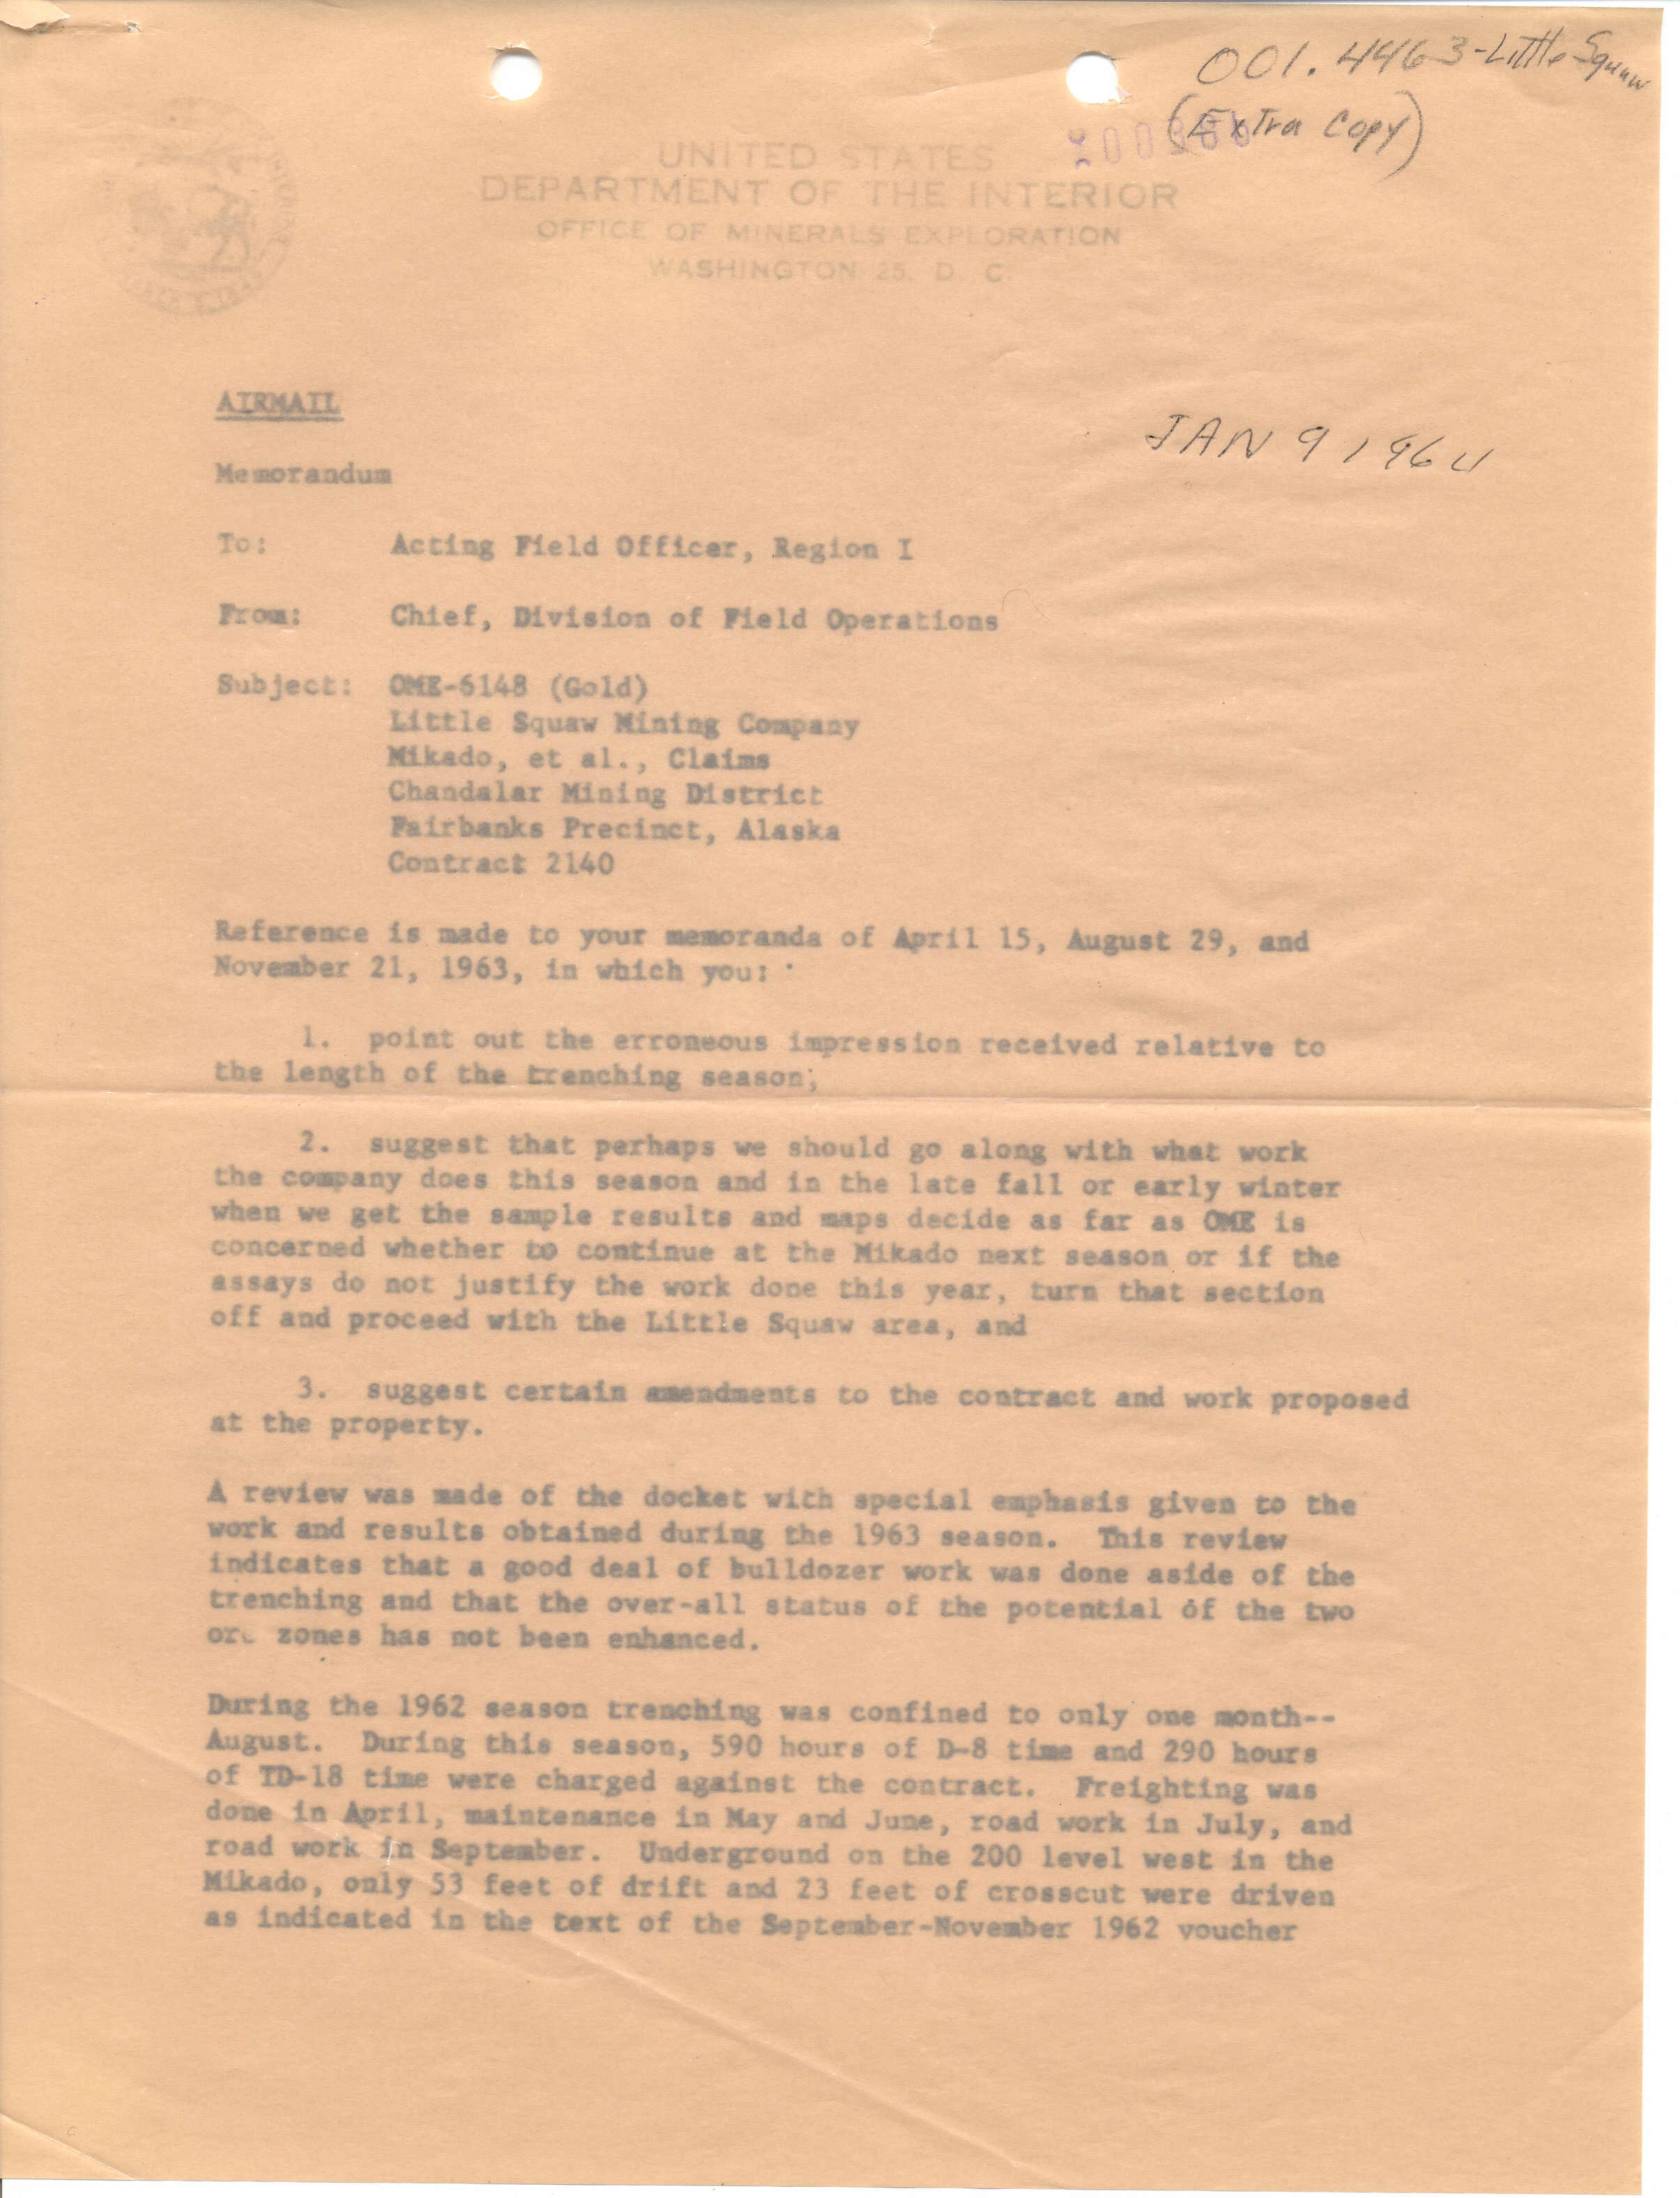 001.4463-Little Squaw
(Extra Copy)
UNITED STATES
DEPARTMENT OF THE INTERIOR
OFFICE OF MINERALS EXPLORATION
WASHINGTON 25, D. C.
AIRMAIL
JAN 9 1964
Memorandum
To: Acting Field Officer, Region I
From: Chief, Division of Field Operations
Subject: OME-6148 (Gold)
Little Squaw Mining Company
Mikado, et al., Claims
Chandalar Mining District
Fairbanks Precinct, Alaska
Contract 2140
Reference is made to your memoranda of April 15, August 29, and
November 21, 1963, in which you:
1. point out the erroneous impression received relative to
the length of the trenching season;
2. suggest that perhaps we should go along with what work
the company does this season and in the late fall or early winter
when we get the sample results and maps decide as far as OME is
concerned whether to continue at the Mikado next season or if the
assays do not justify the work done this year, turn that section
off and proceed with the Little Squaw area, and
3. suggest certain amendments to the contract and work proposed
at the property.
A review was made of the docket with special emphasis given to the
work and results obtained during the 1963 season. This review
indicates that a good deal of bulldozer work was done aside of the
trenching and that the over-all status of the potential of the two
ore zones has not been enhanced.
During the 1962 season trenching was confined to only one month--
August. During this season, 590 hours of D-8 time and 290 hours
of TD-18 time were charged against the contract. Freighting was
done in April, maintenance in May and June, road work in July, and
road work in September. Underground on the 200 level west in the
Mikado, only 53 feet of drift and 23 feet of crosscut were driven
as indicated in the text of the September-November 1962 voucher